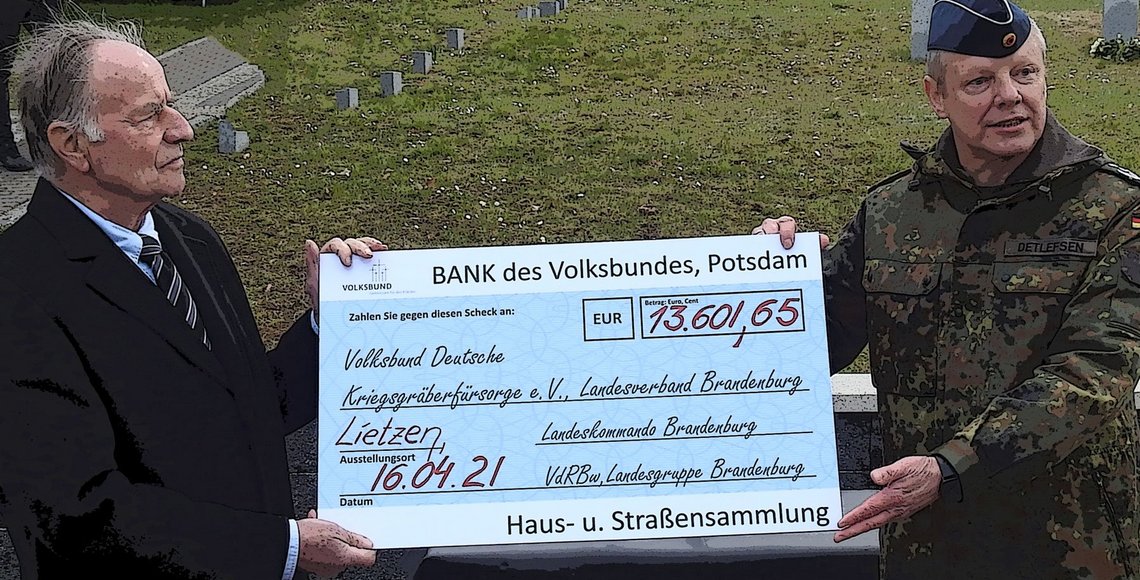 BANK des Volksbundes, Potsdam
VOLKSBUND
Zahlen Sie gegen diesen Scheck an:
EUR
Betrag: Euro, Cent
13.601,65
Volksbund Deutsche
Kriegsgräberfürsorge e.V., Landesverband Brandenburg
Lietzen,
Landeskommando Brandenburg
Ausstellungsort
16.04.21
VdRBw, Landesgruppe Brandenburg
Datum
Haus- u. Straßensammlung
DETLEFSEN